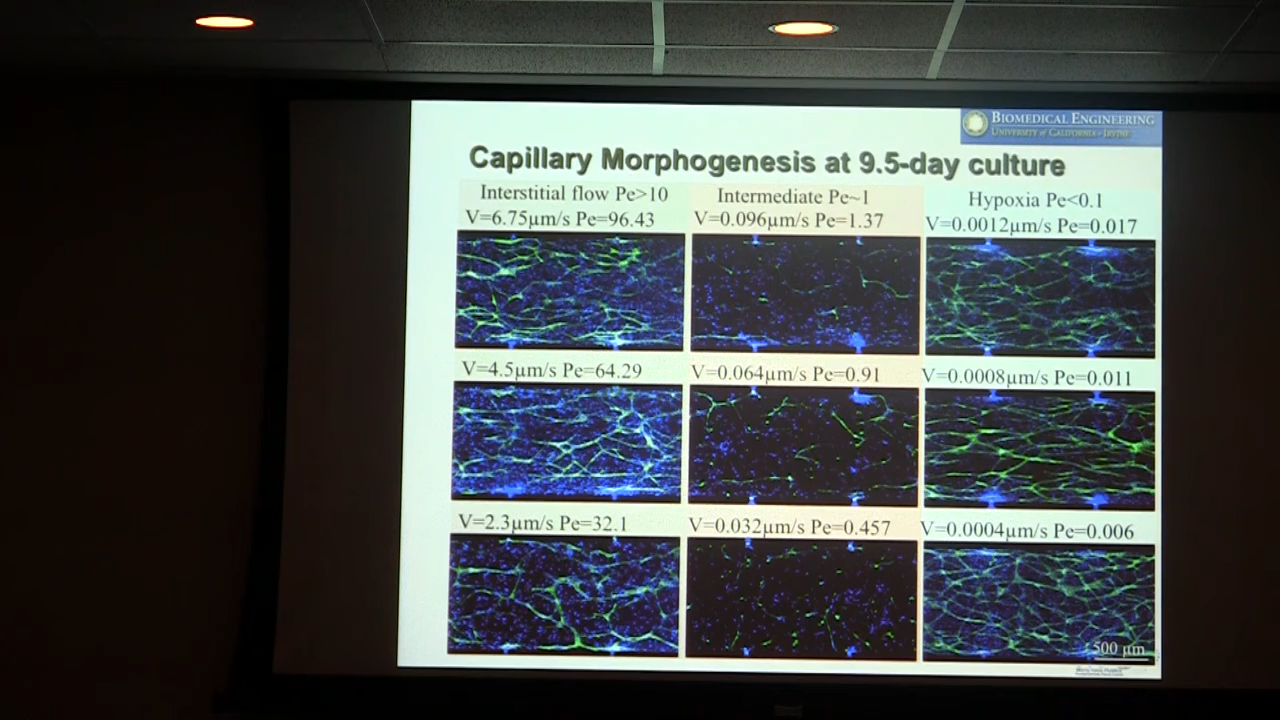 BIOMEDICAL ENGINEERING
UNIVERSITY of CALIFORNIA • IRVINE
Capillary Morphogenesis at 9.5-day culture
Interstitial flow Pe>10
V=6.75µm/s Pe=96.43
Intermediate Pe~1
V=0.096µm/s Pe=1.37
Hypoxia Pe<0.1
V=0.0012µm/s Pe=0.017
V=4.5µm/s Pe=64.29
V=0.064µm/s Pe=0.91
V=0.0008µm/s Pe=0.011
V=2.3µm/s Pe=32.1
V=0.032µm/s Pe=0.457
V=0.0004µm/s Pe=0.006
500 µm